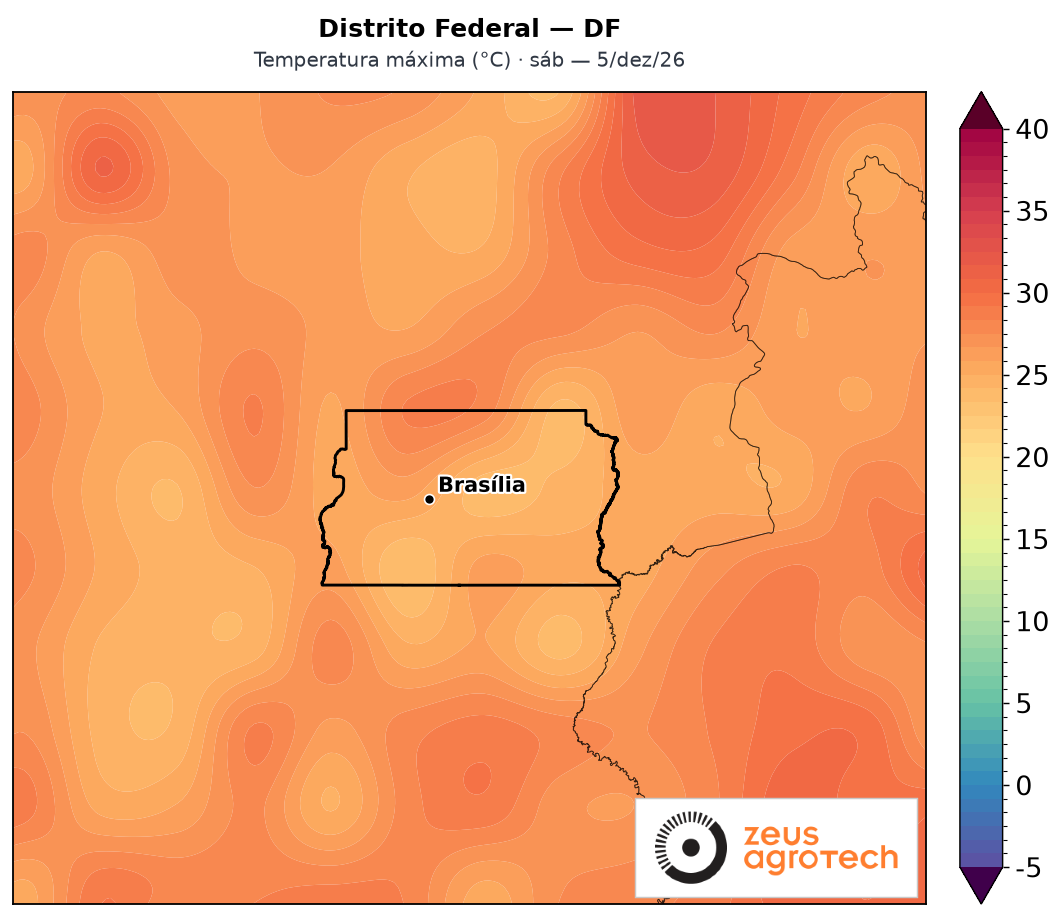 Distrito Federal — DF
Temperatura máxima (°C) · sáb — 5/dez/26
Brasília
40
35
30
25
20
15
10
5
0
-5
zeus
agrotech